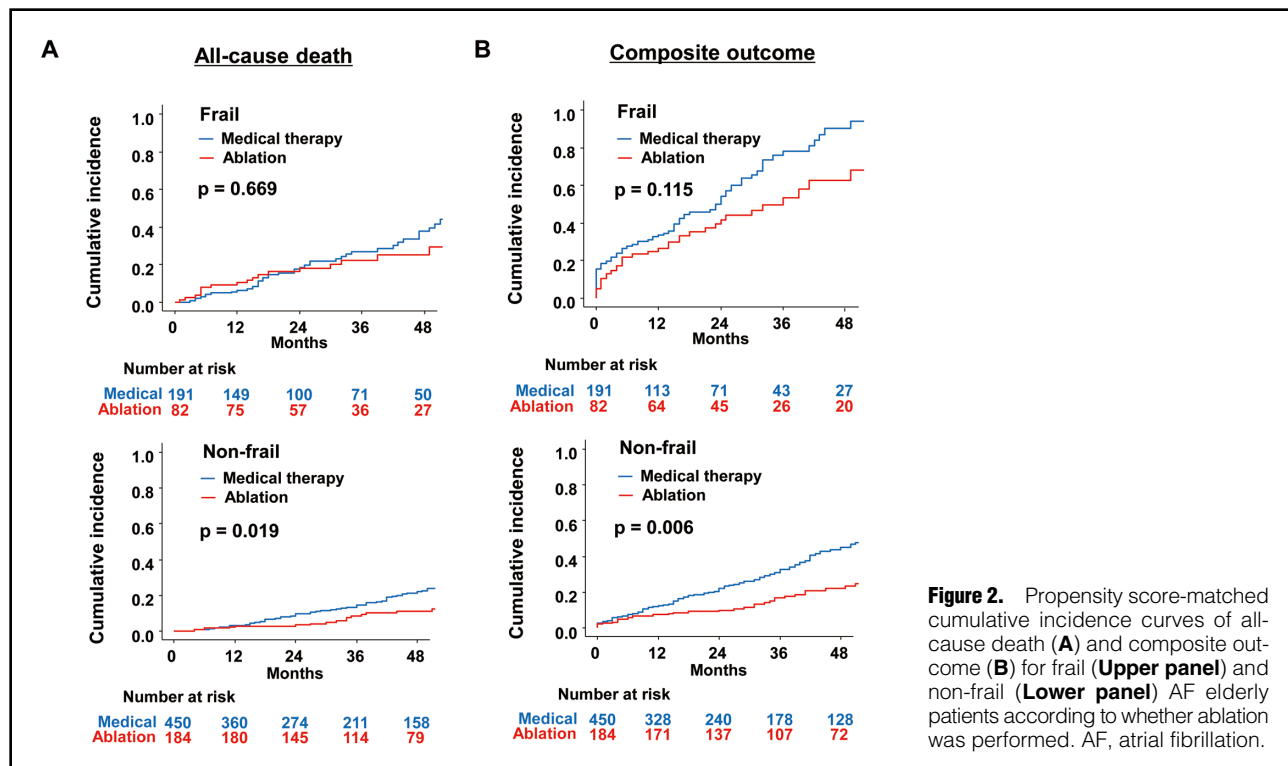 A
All-cause death
Frail
Medical therapy
Ablation
p = 0.669
Cumulative incidence
1.0
0.8
0.6
0.4
0.2
0.0
0 12 24 36 48
Months
Number at risk
Medical 191 149 100 71 50
Ablation 82 75 57 36 27
Non-frail
Medical therapy
Ablation
p = 0.019
Cumulative incidence
1.0
0.8
0.6
0.4
0.2
0.0
0 12 24 36 48
Months
Number at risk
Medical 450 360 274 211 158
Ablation 184 180 145 114 79
B
Composite outcome
Frail
Medical therapy
Ablation
p = 0.115
Cumulative incidence
1.0
0.8
0.6
0.4
0.2
0.0
0 12 24 36 48
Months
Number at risk
Medical 191 113 71 43 27
Ablation 82 64 45 26 20
Non-frail
Medical therapy
Ablation
p = 0.006
Cumulative incidence
1.0
0.8
0.6
0.4
0.2
0.0
0 12 24 36 48
Months
Number at risk
Medical 450 328 240 178 128
Ablation 184 171 137 107 72
Figure 2. Propensity score-matched
cumulative incidence curves of all-
cause death (A) and composite out-
come (B) for frail (Upper panel) and
non-frail (Lower panel) AF elderly
patients according to whether ablation
was performed. AF, atrial fibrillation.